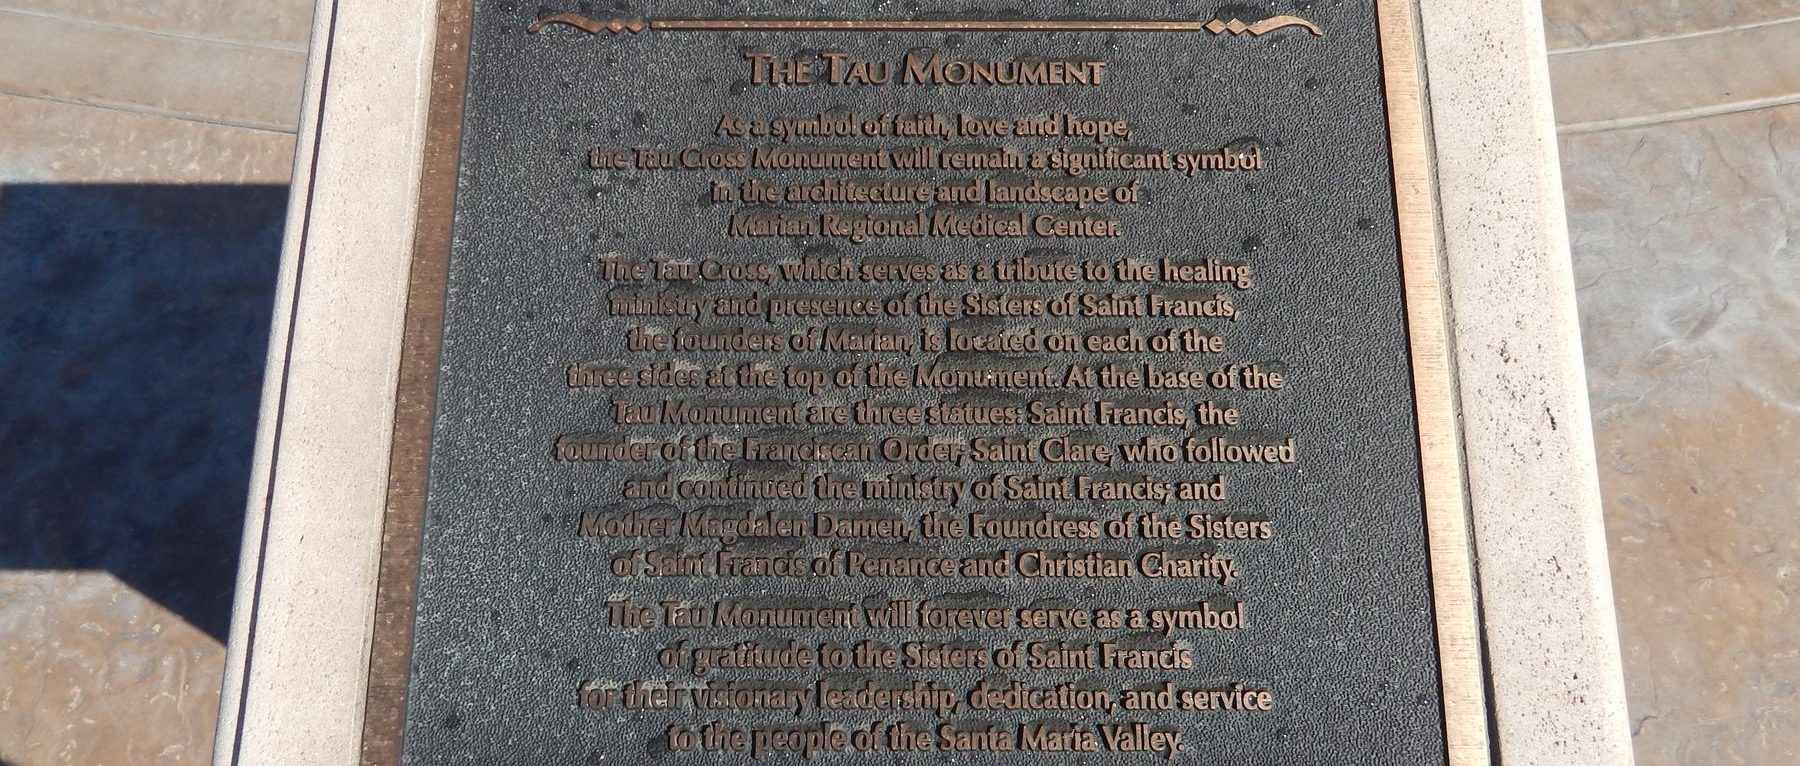 The Tau Monument
As a symbol of faith, love and hope,
the Tau Cross Monument will remain a significant symbol
in the architecture and landscape of
Marian Regional Medical Center.
The Tau Cross, which serves as a tribute to the healing
ministry and presence of the Sisters of Saint Francis,
the founders of Marian, is located on each of the
three sides at the top of the Monument. At the base of the
Tau Monument are three statues: Saint Francis, the
founder of the Franciscan Order; Saint Clare, who followed
and continued the ministry of Saint Francis; and
Mother Magdalen Damen, the Foundress of the Sisters
of Saint Francis of Penance and Christian Charity.
The Tau Monument will forever serve as a symbol
of gratitude to the Sisters of Saint Francis
for their visionary leadership, dedication, and service
to the people of the Santa Maria Valley.